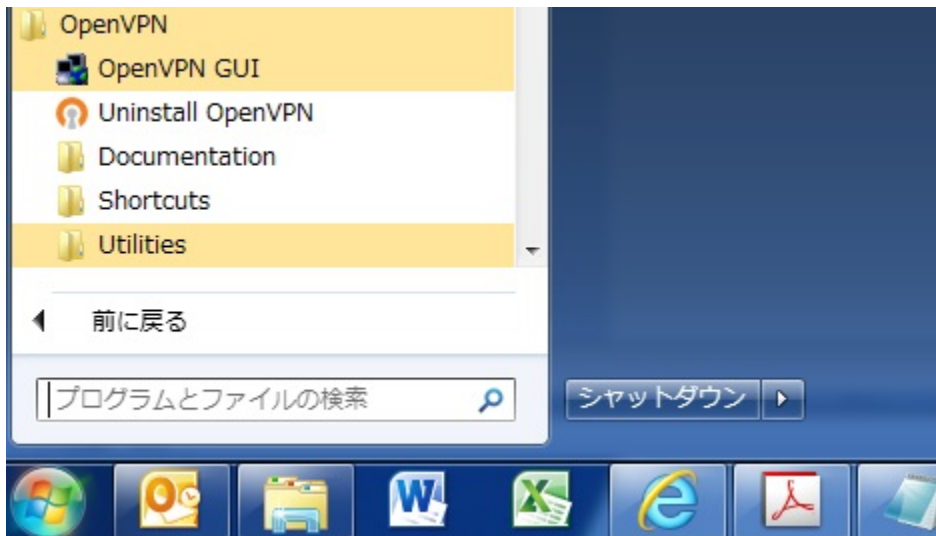 OpenVPN
OpenVPN GUI
Uninstall OpenVPN
Documentation
Shortcuts
Utilities
前に戻る
プログラムとファイルの検索
シャットダウン